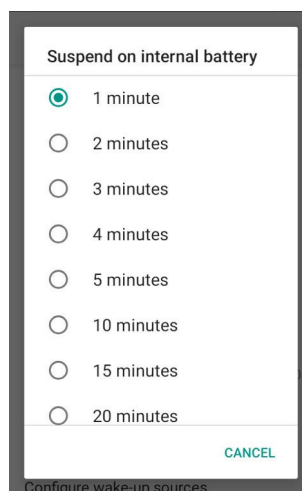 Suspend on internal battery
1 minute
2 minutes
3 minutes
4 minutes
5 minutes
10 minutes
15 minutes
20 minutes
CANCEL
Configure wake-up sources